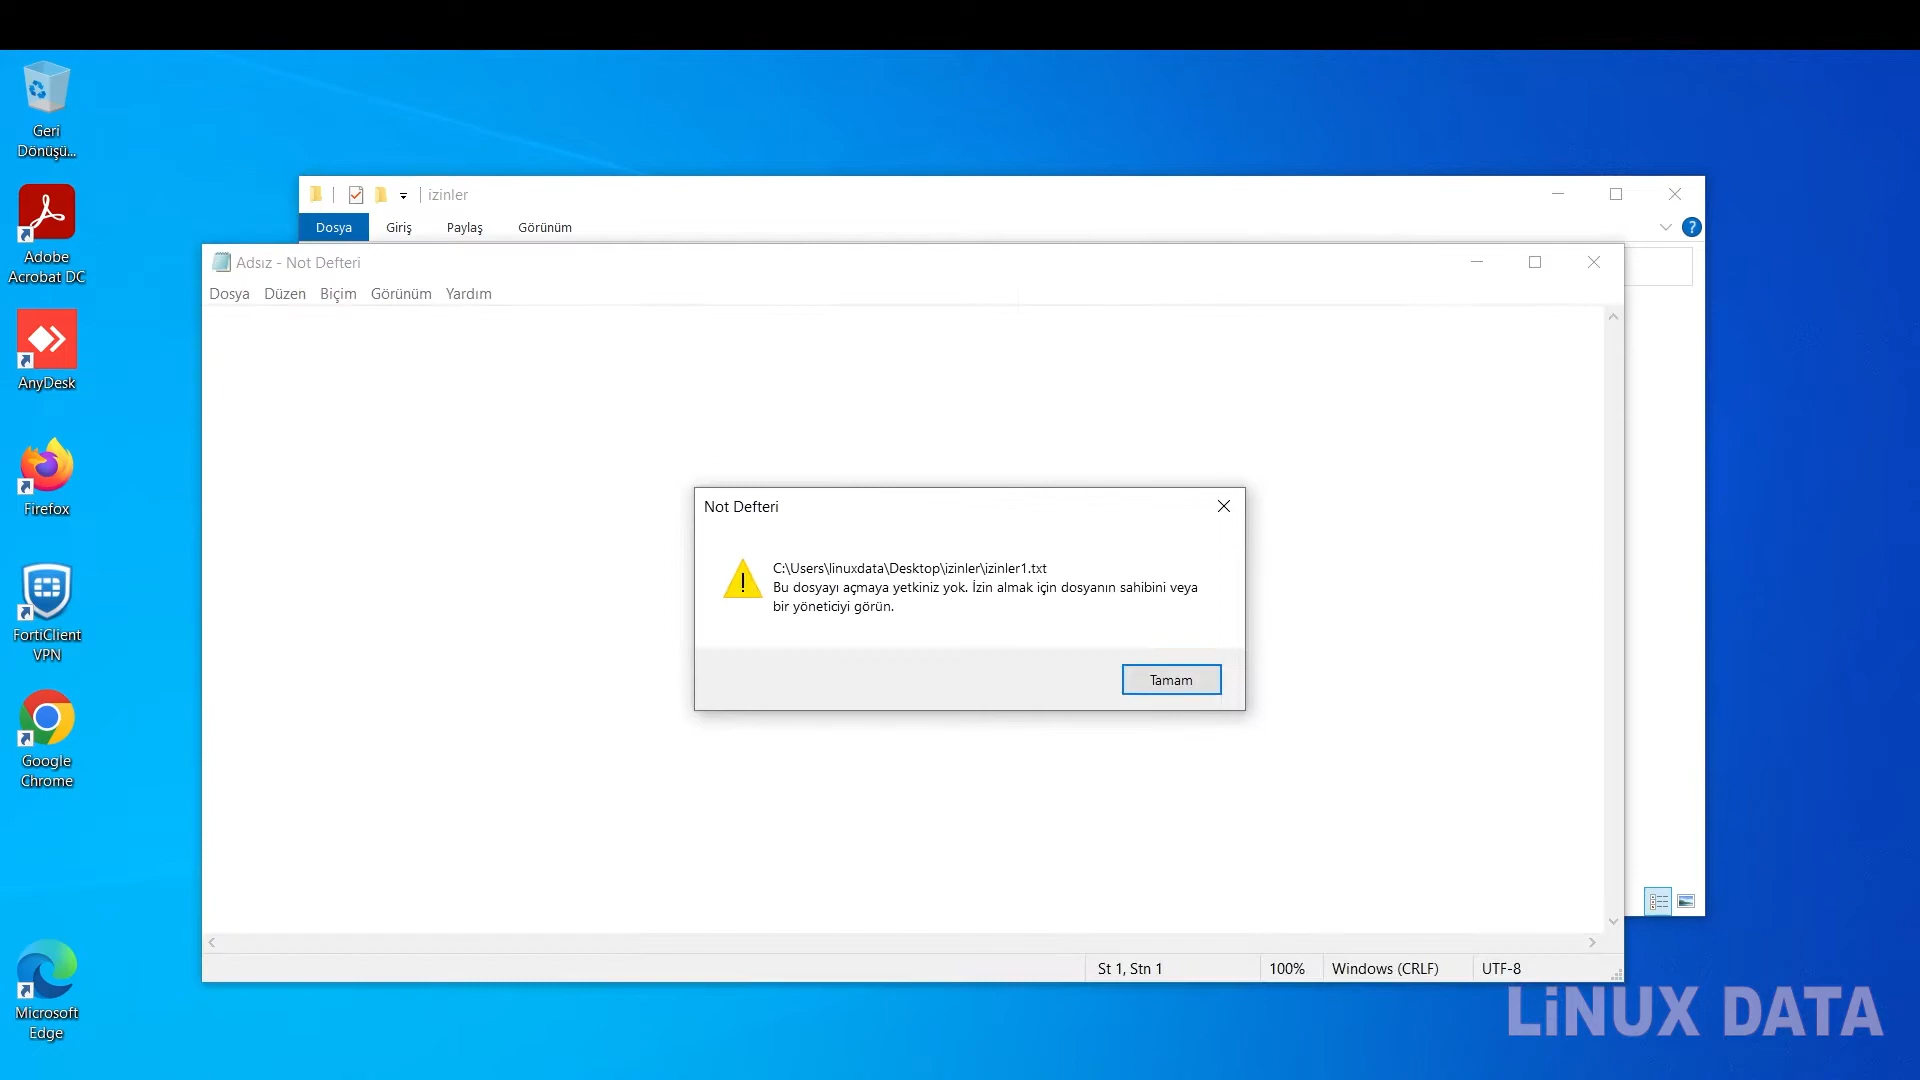 Geri
Dönüşü...
Adobe
Acrobat DC
AnyDesk
Firefox
FortiClient
VPN
Google
Chrome
Microsoft
Edge
izinler
Dosya Giriş Paylaş Görünüm
?
Adsız - Not Defteri
Dosya Düzen Biçim Görünüm Yardım
Not Defteri
C:\Users\linuxdata\Desktop\izinler\izinler1.txt
Bu dosyayı açmaya yetkiniz yok. İzin almak için dosyanın sahibini veya
bir yöneticiyi görün.
Tamam
St 1, Stn 1 100% Windows (CRLF) UTF-8
LiNUX DATA